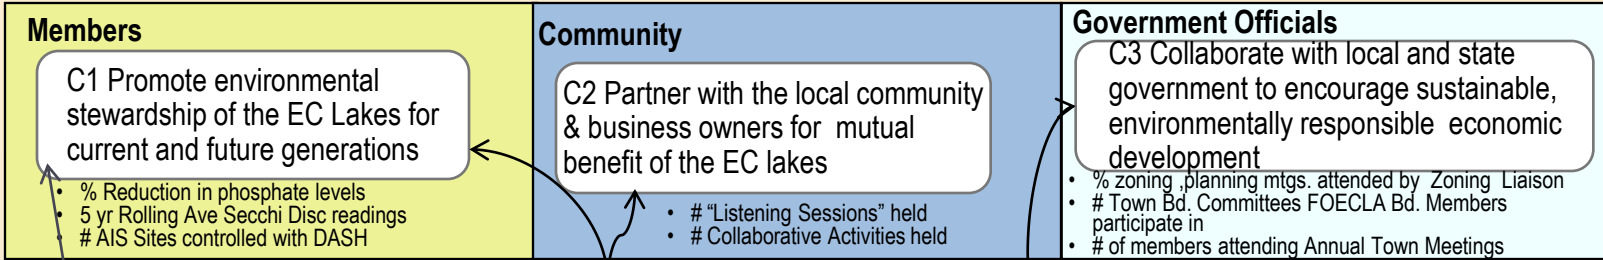 Members
C1 Promote environmental
stewardship of the EC Lakes for
current and future generations
• % Reduction in phosphate levels
• 5 yr Rolling Ave Secchi Disc readings
• # AIS Sites controlled with DASH
Community
C2 Partner with the local community
& business owners for mutual
benefit of the EC lakes
• # “Listening Sessions” held
• # Collaborative Activities held
Government Officials
C3 Collaborate with local and state
government to encourage sustainable,
environmentally responsible economic
development
• % zoning ,planning mtgs. attended by Zoning Liaison
• # Town Bd. Committees FOECLA Bd. Members
participate in
• # of members attending Annual Town Meetings